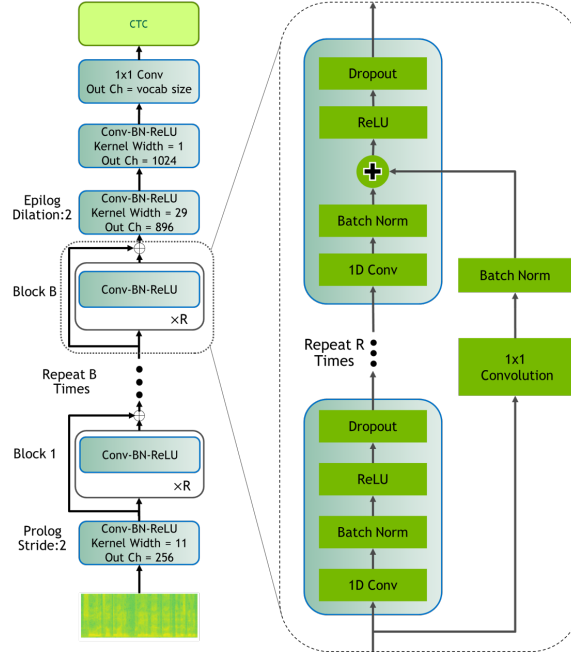 CTC
1x1 Conv
Out Ch = vocab size
Conv-BN-ReLU
Kernel Width = 1
Out Ch = 1024
Epilog
Dilation:2
Conv-BN-ReLU
Kernel Width = 29
Out Ch = 896
Block B
Conv-BN-ReLU
×R
Repeat B
Times
Block 1
Conv-BN-ReLU
×R
Prolog
Stride:2
Conv-BN-ReLU
Kernel Width = 11
Out Ch = 256
Dropout
ReLU
+
Batch Norm
1D Conv
Batch Norm
Repeat R
Times
1x1
Convolution
Dropout
ReLU
Batch Norm
1D Conv